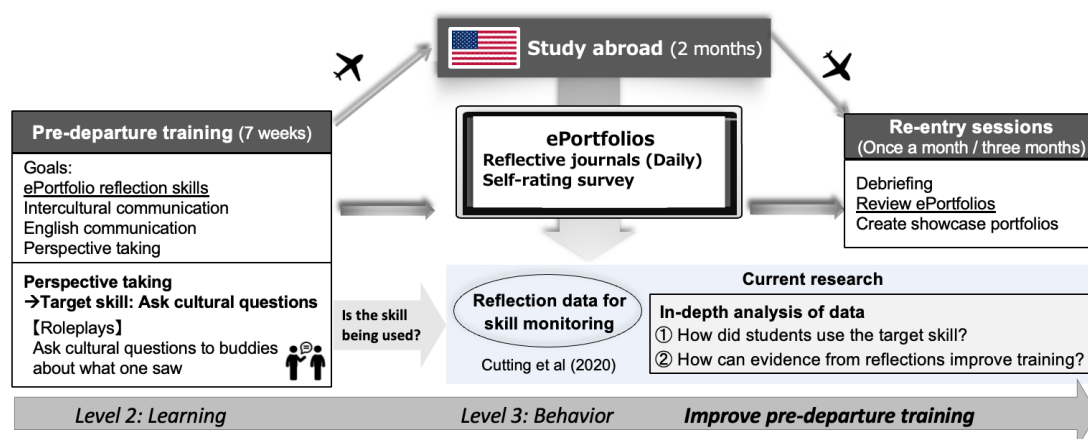 Study abroad (2 months)
Pre-departure training (7 weeks)
Goals:
ePortfolio reflection skills
Intercultural communication
English communication
Perspective taking
Perspective taking
→Target skill: Ask cultural questions
【Roleplays】
Ask cultural questions to buddies
about what one saw
ePortfolios
Reflective journals (Daily)
Self-rating survey
Re-entry sessions
(Once a month / three months)
Debriefing
Review ePortfolios
Create showcase portfolios
Is the skill
being used?
Reflection data for
skill monitoring
Cutting et al (2020)
Current research
In-depth analysis of data
① How did students use the target skill?
② How can evidence from reflections improve training?
Level 2: Learning
Level 3: Behavior
Improve pre-departure training